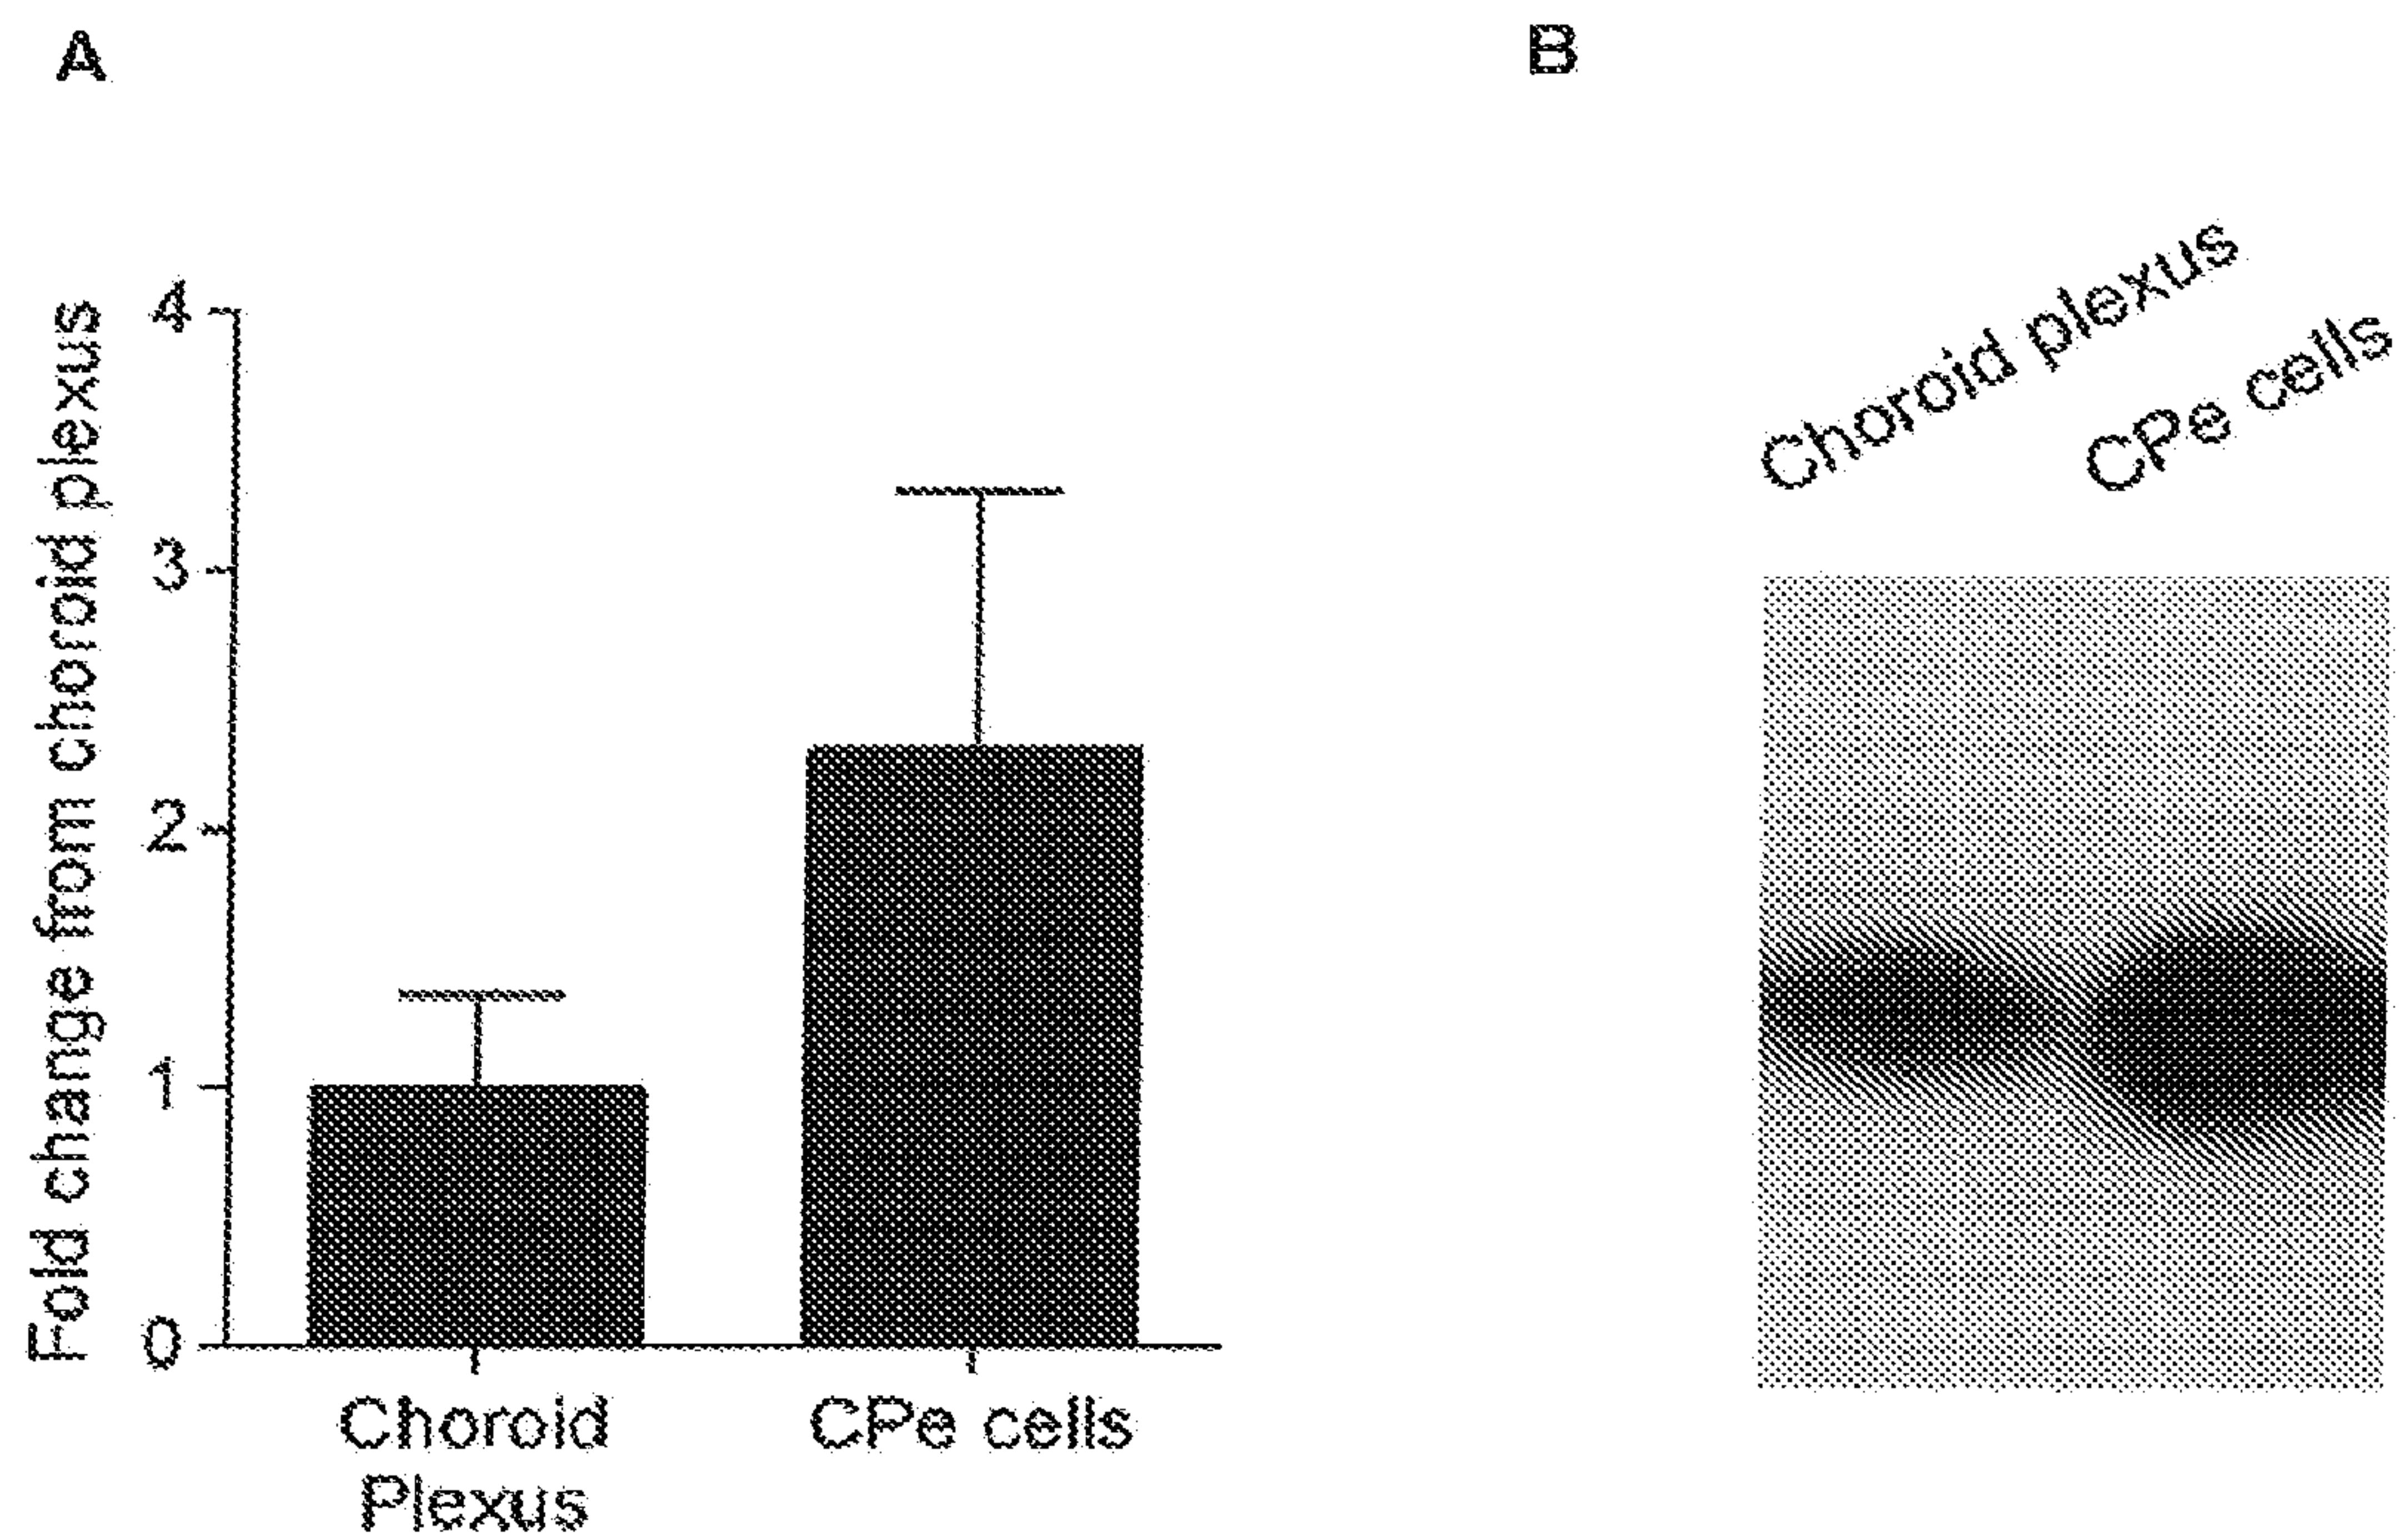 A
B
Fold change from choroid plexus
4
3
2
1
0
Choroid
Plexus
CPe cells
Choroid plexus
CPe cells